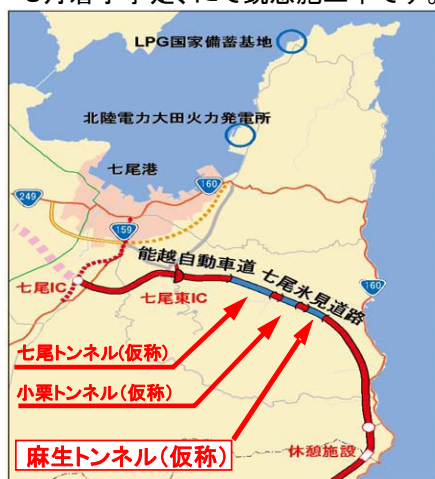 LPG国家備蓄基地
北陸電力大田火力発電所
七尾港
249
160
159
能越自動車道 七尾氷見道路
160
七尾IC
七尾東IC
七尾トンネル(仮称)
小栗トンネル(仮称)
麻生トンネル(仮称)
休憩施設